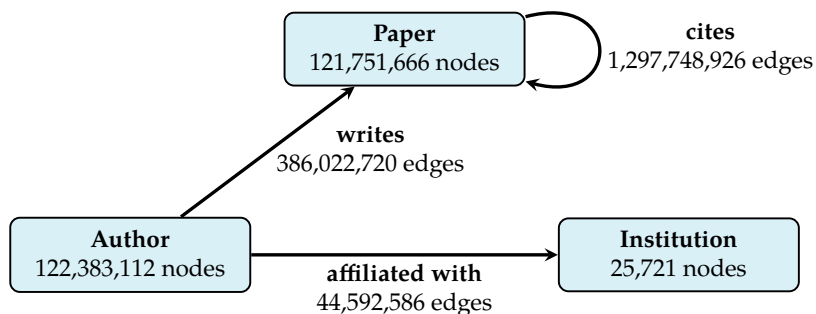 Paper
121,751,666 nodes
cites
1,297,748,926 edges
writes
386,022,720 edges
Author
122,383,112 nodes
affiliated with
44,592,586 edges
Institution
25,721 nodes